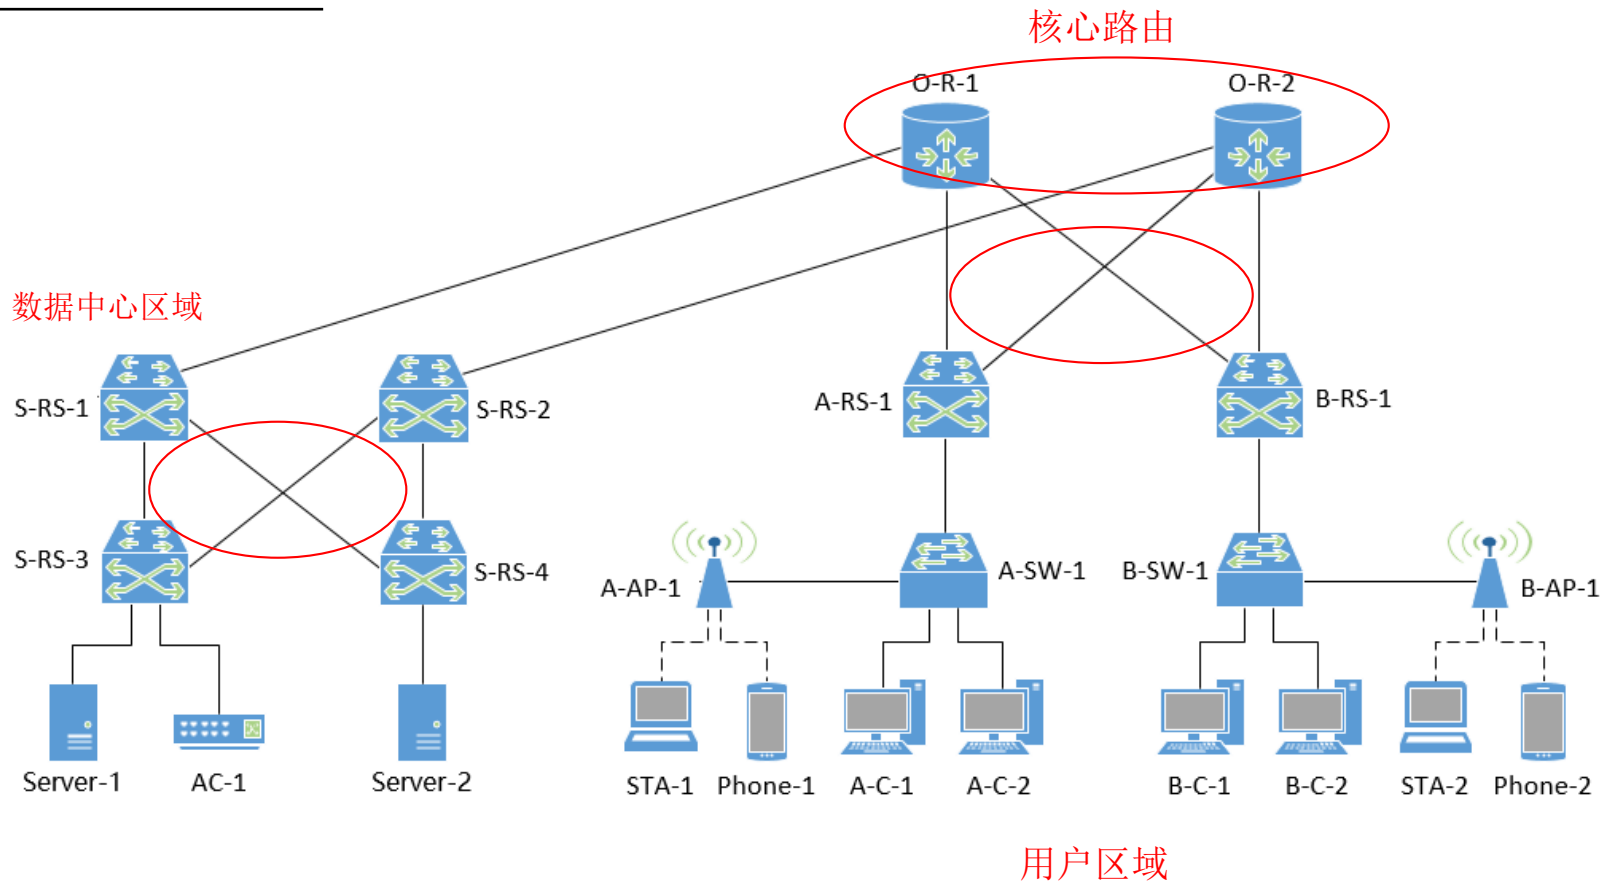 核心路由
O-R-1
O-R-2
数据中心区域
S-RS-1
S-RS-2
A-RS-1
B-RS-1
S-RS-3
S-RS-4
A-AP-1
A-SW-1
B-SW-1
B-AP-1
Server-1
AC-1
Server-2
STA-1
Phone-1
A-C-1
A-C-2
B-C-1
B-C-2
STA-2
Phone-2
用户区域